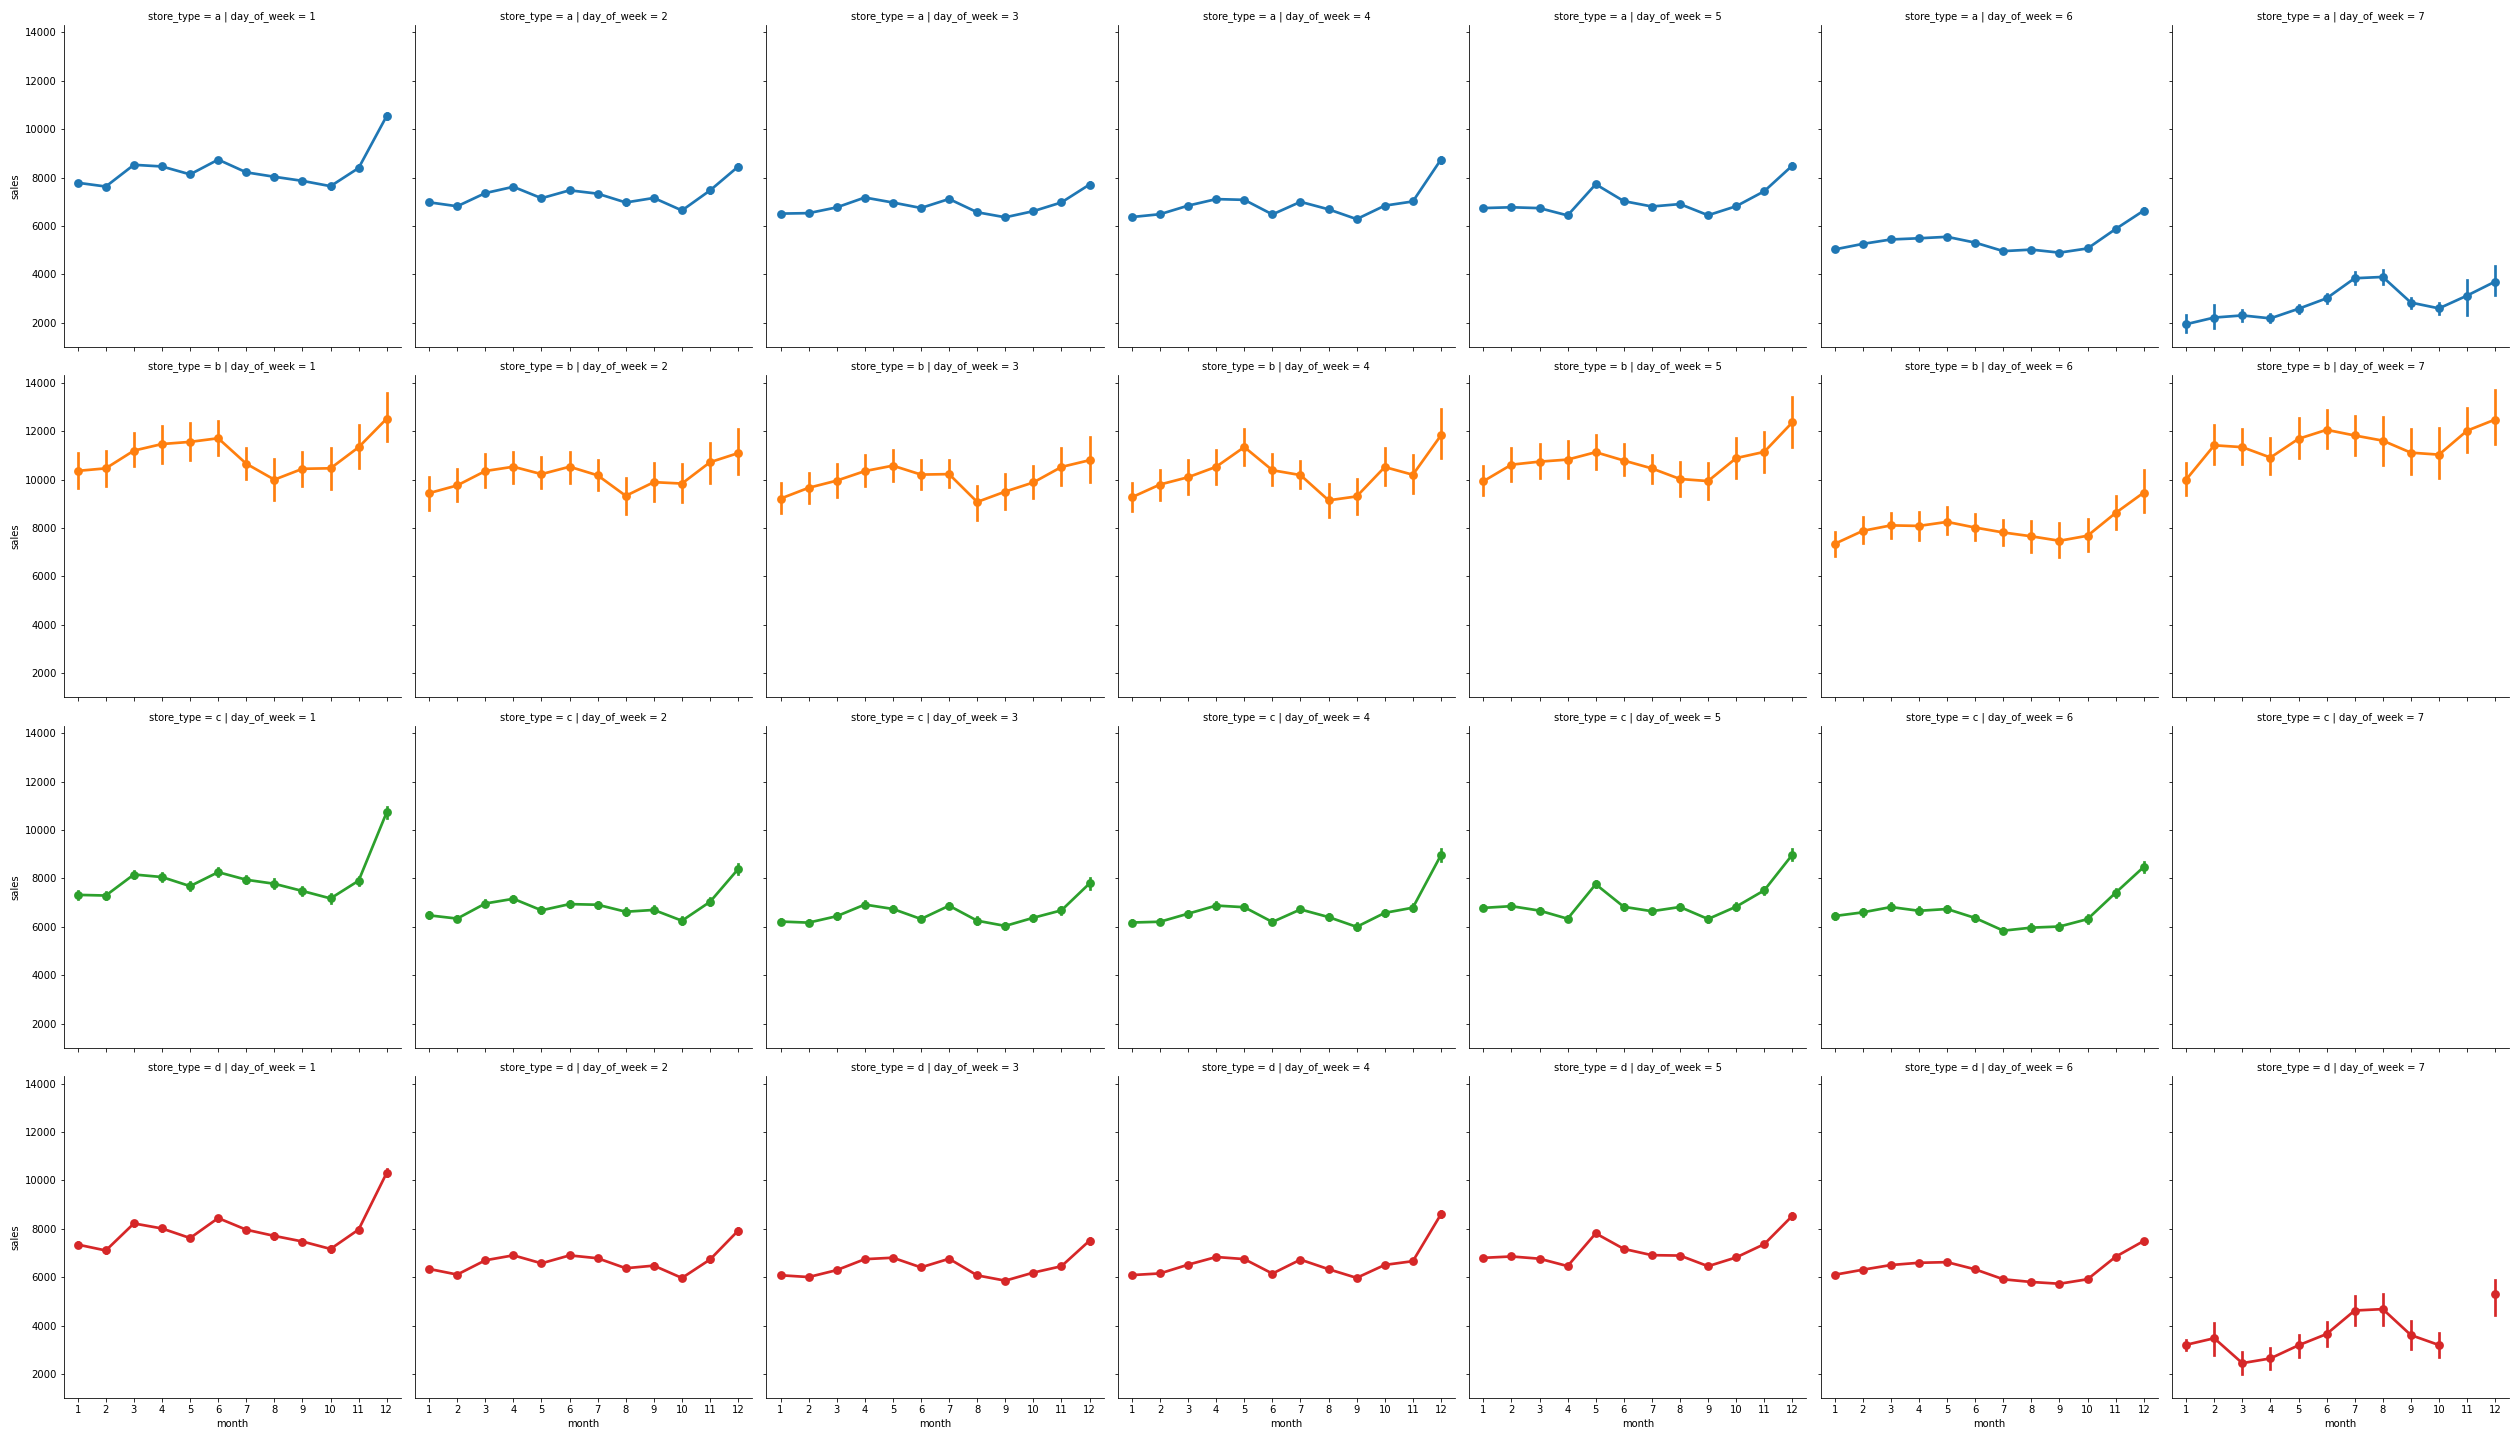 store_type = a | day_of_week = 1
store_type = a | day_of_week = 2
store_type = a | day_of_week = 3
store_type = a | day_of_week = 4
store_type = a | day_of_week = 5
store_type = a | day_of_week = 6
store_type = a | day_of_week = 7
14000
12000
10000
8000
6000
4000
2000
sales
store_type = b | day_of_week = 1
store_type = b | day_of_week = 2
store_type = b | day_of_week = 3
store_type = b | day_of_week = 4
store_type = b | day_of_week = 5
store_type = b | day_of_week = 6
store_type = b | day_of_week = 7
14000
12000
10000
8000
6000
4000
2000
sales
store_type = c | day_of_week = 1
store_type = c | day_of_week = 2
store_type = c | day_of_week = 3
store_type = c | day_of_week = 4
store_type = c | day_of_week = 5
store_type = c | day_of_week = 6
store_type = c | day_of_week = 7
14000
12000
10000
8000
6000
4000
2000
sales
store_type = d | day_of_week = 1
store_type = d | day_of_week = 2
store_type = d | day_of_week = 3
store_type = d | day_of_week = 4
store_type = d | day_of_week = 5
store_type = d | day_of_week = 6
store_type = d | day_of_week = 7
14000
12000
10000
8000
6000
4000
2000
sales
1 2 3 4 5 6 7 8 9 10 11 12
month
1 2 3 4 5 6 7 8 9 10 11 12
month
1 2 3 4 5 6 7 8 9 10 11 12
month
1 2 3 4 5 6 7 8 9 10 11 12
month
1 2 3 4 5 6 7 8 9 10 11 12
month
1 2 3 4 5 6 7 8 9 10 11 12
month
1 2 3 4 5 6 7 8 9 10 11 12
month